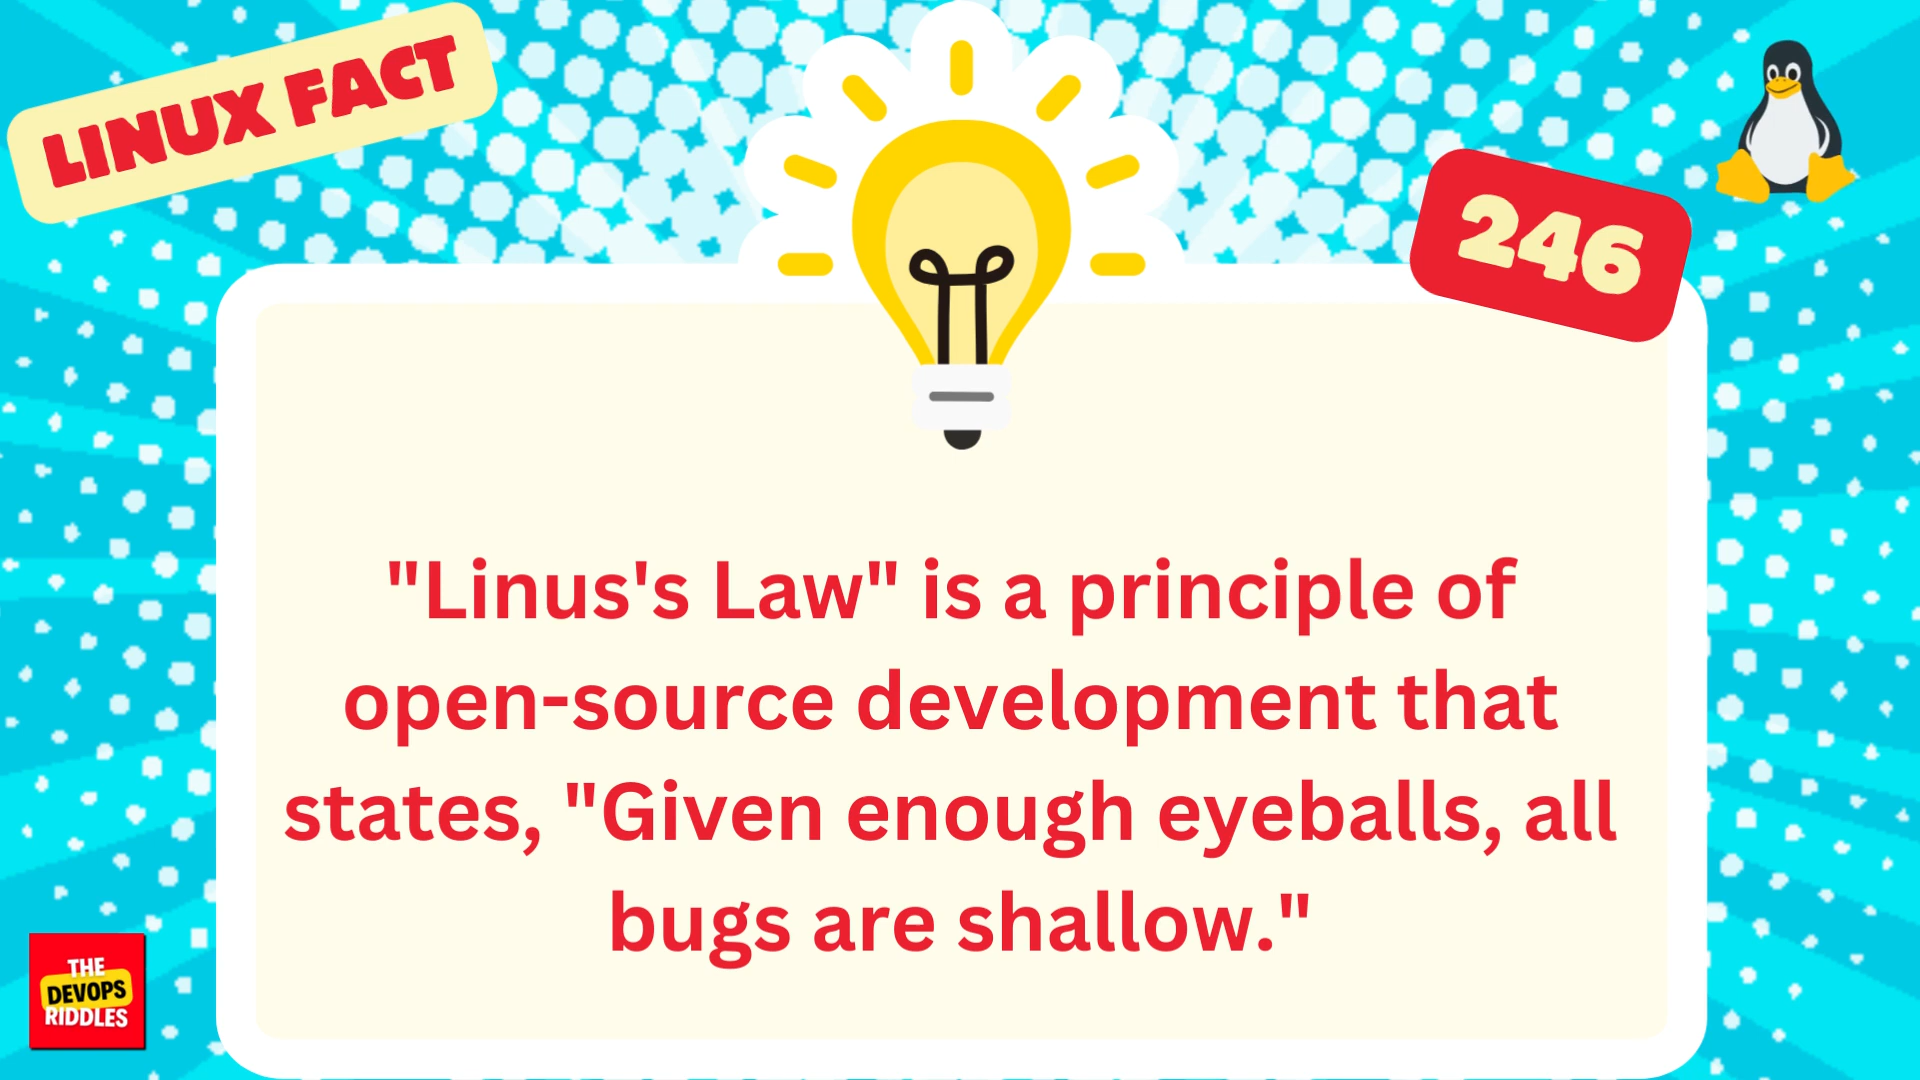 LINUX FACT
246
"Linus's Law" is a principle of
open-source development that
states, "Given enough eyeballs, all
bugs are shallow."
THE
DEVOPS
RIDDLES